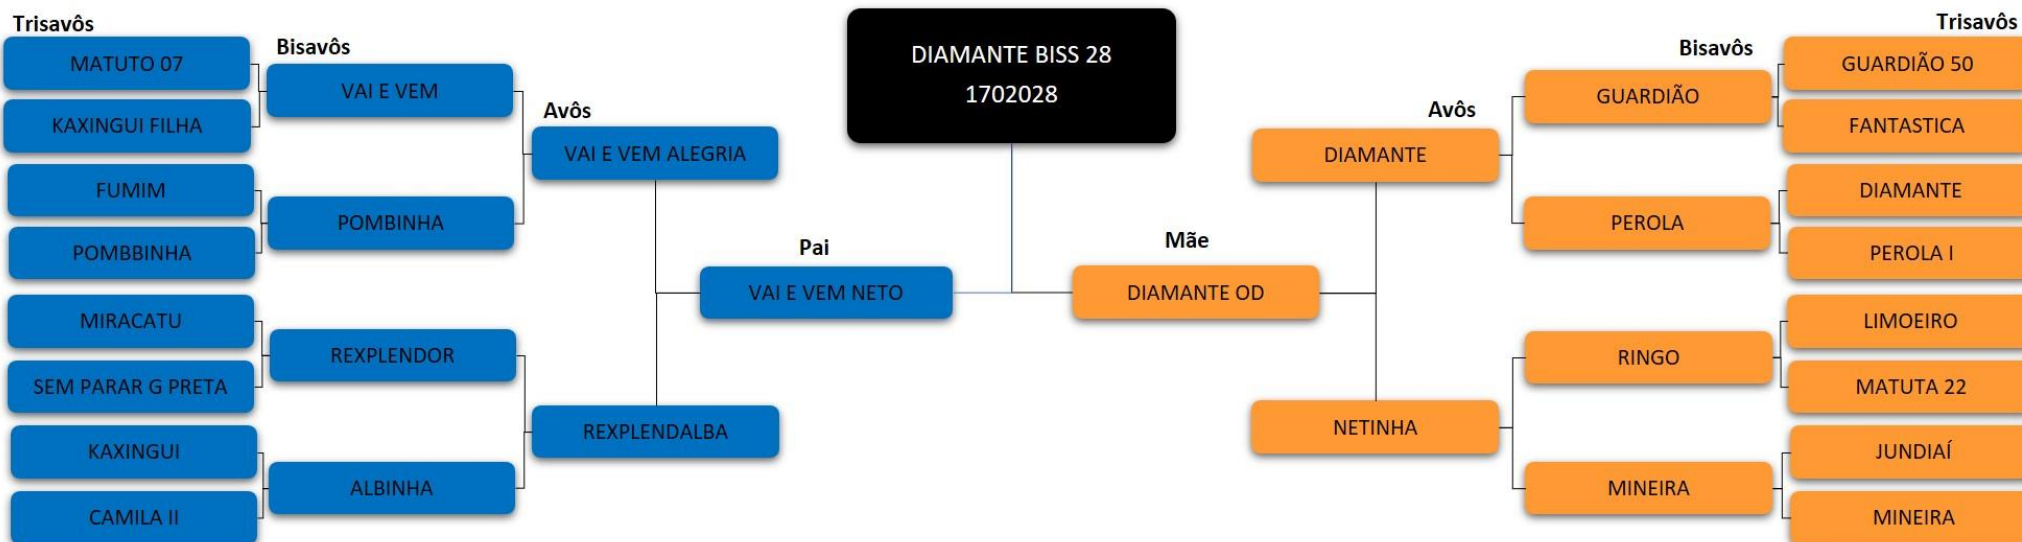 Trisavôs
MATUTO 07
KAXINGUI FILHA
FUMIM
POMBBINHA
MIRACATU
SEM PARAR G PRETA
KAXINGUI
CAMILA II
Bisavôs
VAI E VEM
POMBINHA
REXPLENDOR
ALBINHA
Avôs
VAI E VEM ALEGRIA
REXPLENDALBA
Pai
VAI E VEM NETO
DIAMANTE BISS 28
1702028
Mãe
DIAMANTE OD
Avôs
DIAMANTE
NETINHA
Bisavôs
GUARDIÃO
PEROLA
RINGO
MINEIRA
Trisavôs
GUARDIÃO 50
FANTASTICA
DIAMANTE
PEROLA I
LIMOEIRO
MATUTA 22
JUNDIAÍ
MINEIRA